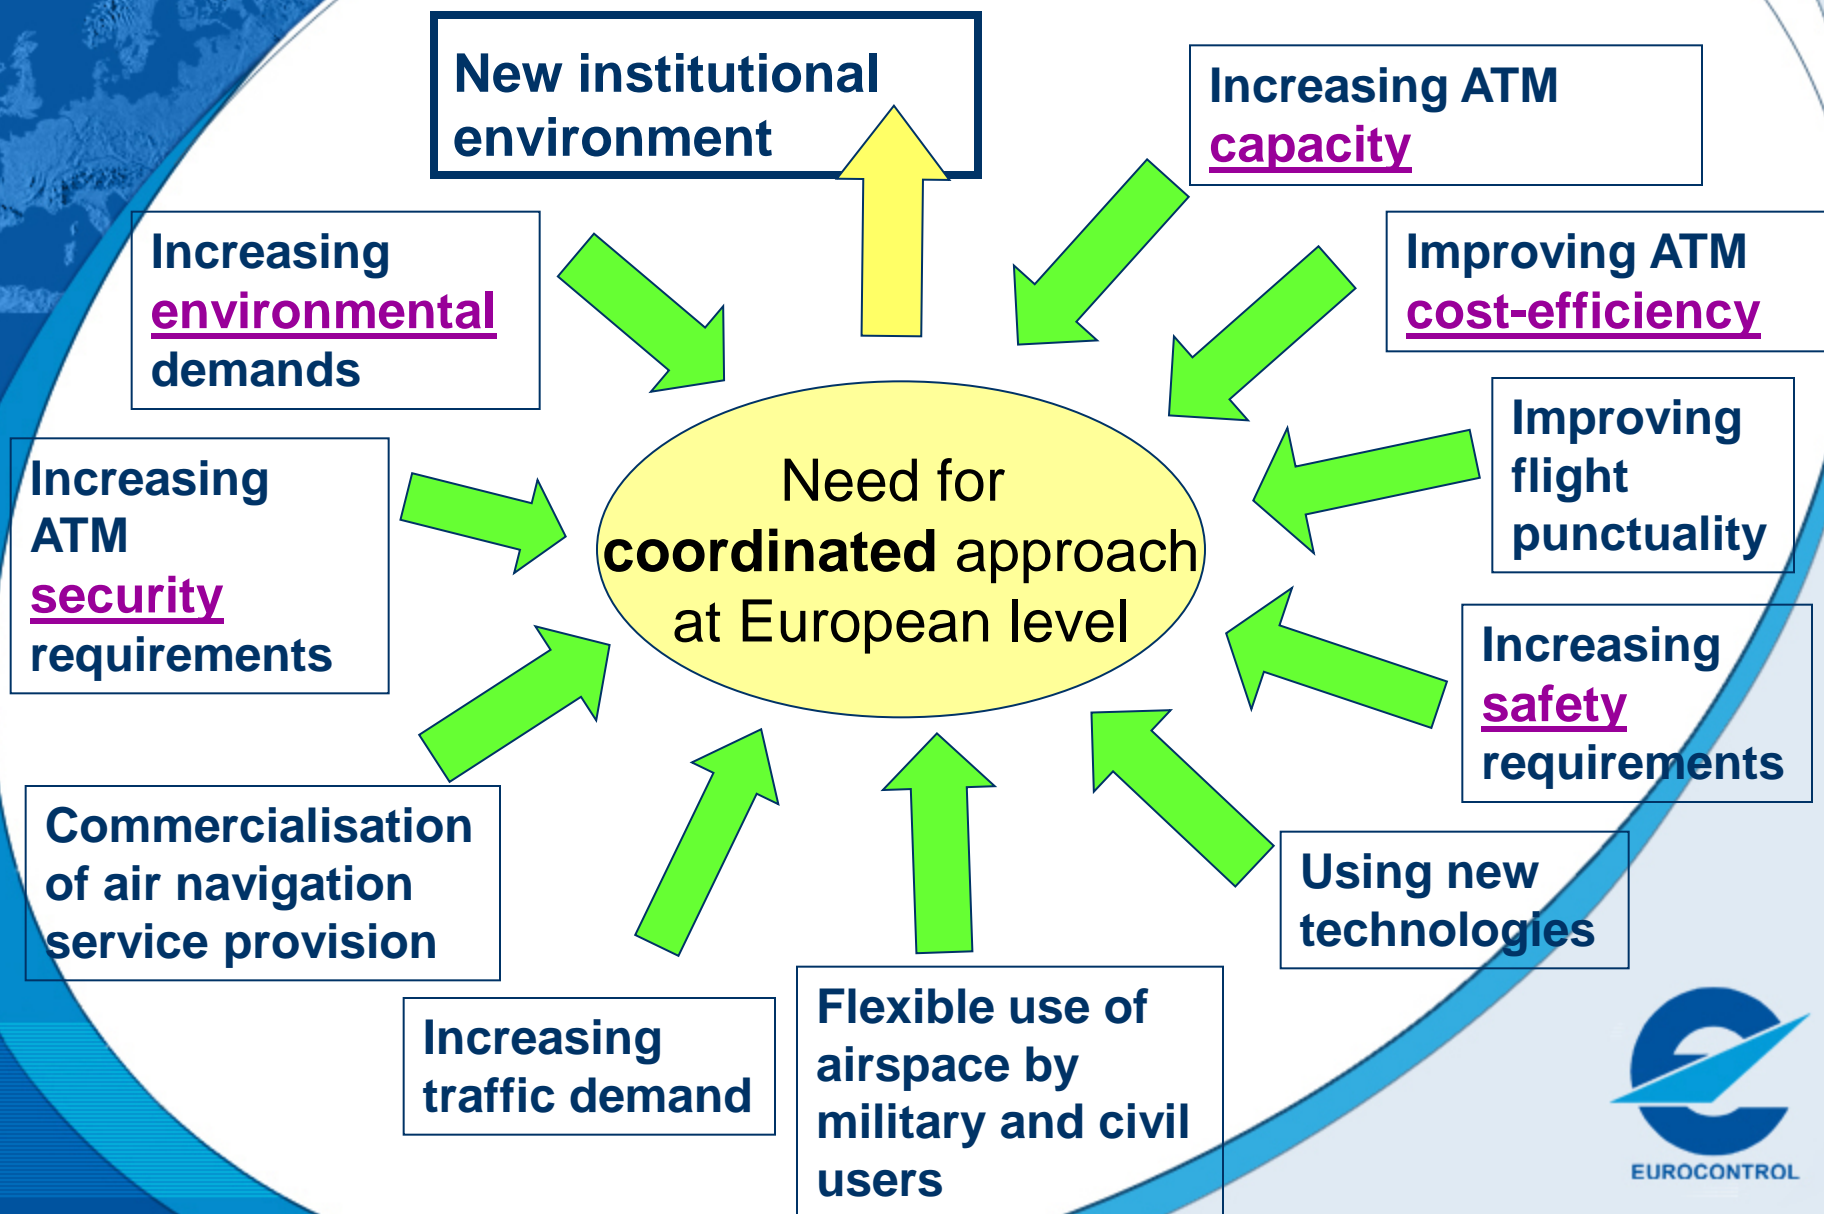 New institutional
environment
Increasing ATM
capacity
Increasing
environmental
demands
Improving ATM
cost-efficiency
Improving
flight
punctuality
Increasing
ATM
security
requirements
Need for
coordinated approach
at European level
Increasing
safety
requirements
Commercialisation
of air navigation
service provision
Using new
technologies
Increasing
traffic demand
Flexible use of
airspace by
military and civil
users
EUROCONTROL